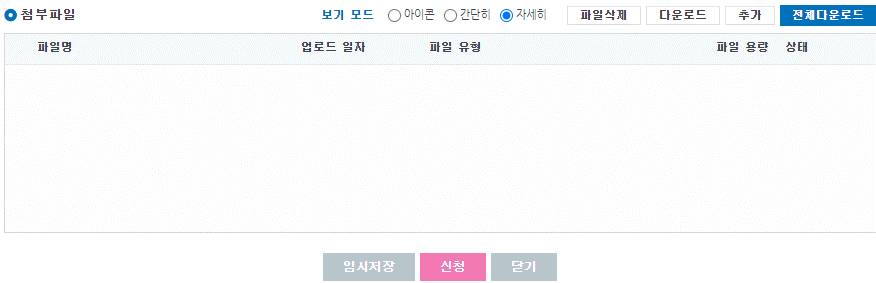 첨부파일 보기 모드 아이콘 간단히 자세히 파일삭제 다운로드 추가 전체다운로드
파일명 업로드 일자 파일 유형 파일 용량 상태
임시저장 신청 닫기